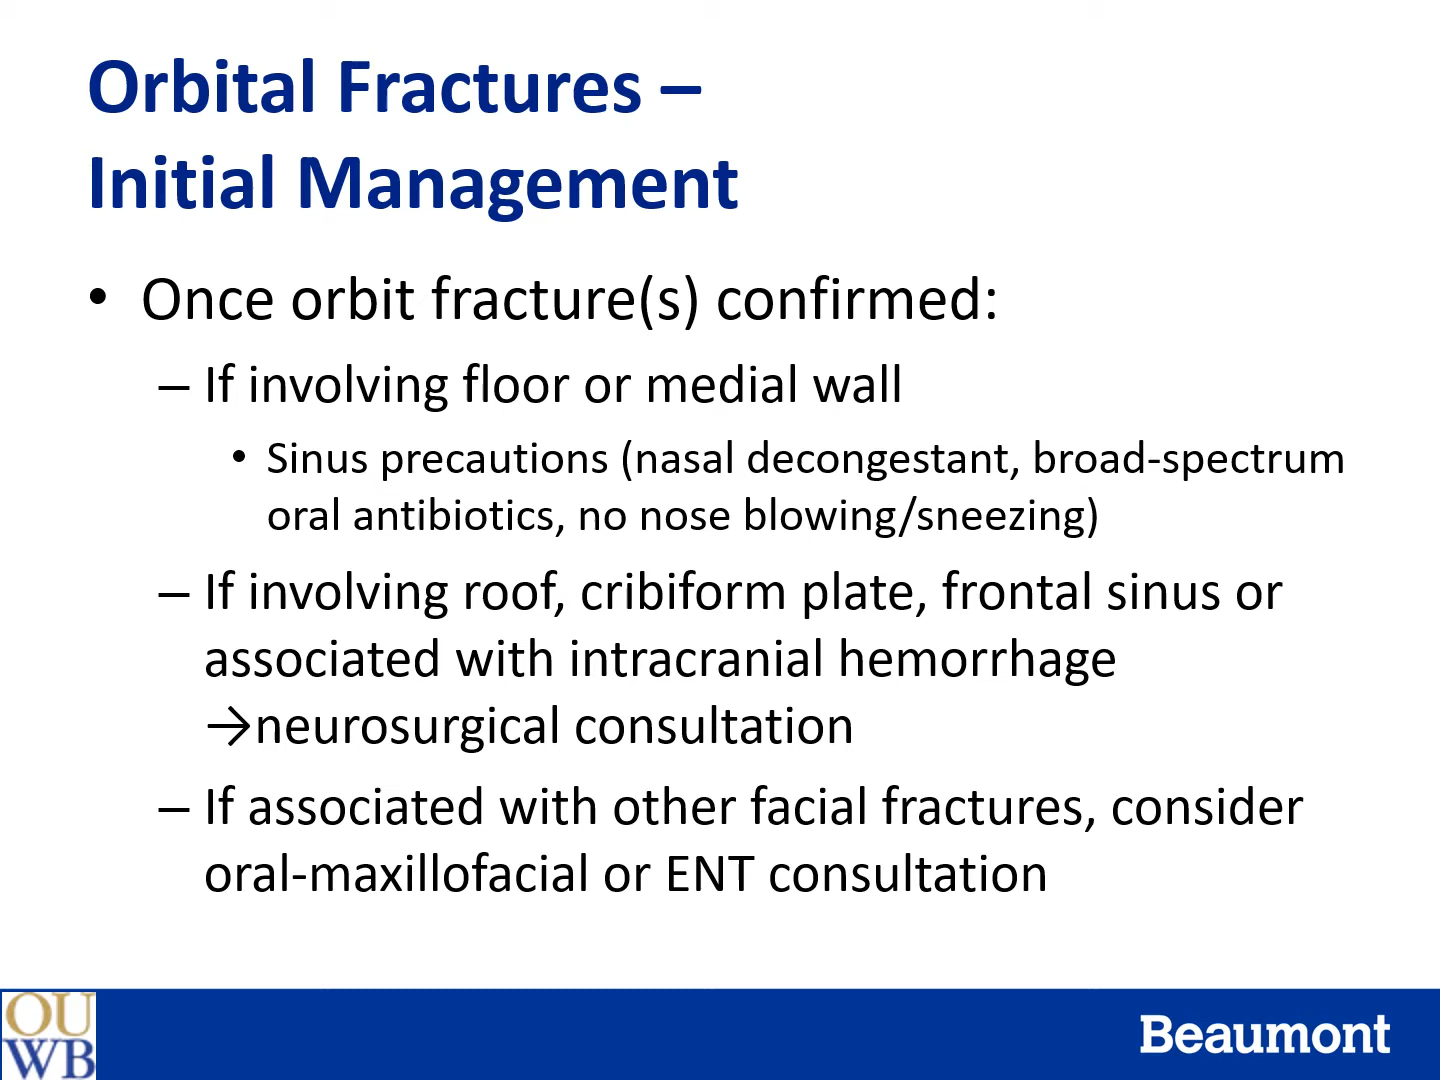 Orbital Fractures –
Initial Management
• Once orbit fracture(s) confirmed:
– If involving floor or medial wall
• Sinus precautions (nasal decongestant, broad-spectrum
oral antibiotics, no nose blowing/sneezing)
– If involving roof, cribiform plate, frontal sinus or
associated with intracranial hemorrhage
→neurosurgical consultation
– If associated with other facial fractures, consider
oral-maxillofacial or ENT consultation
OU
WB
Beaumont